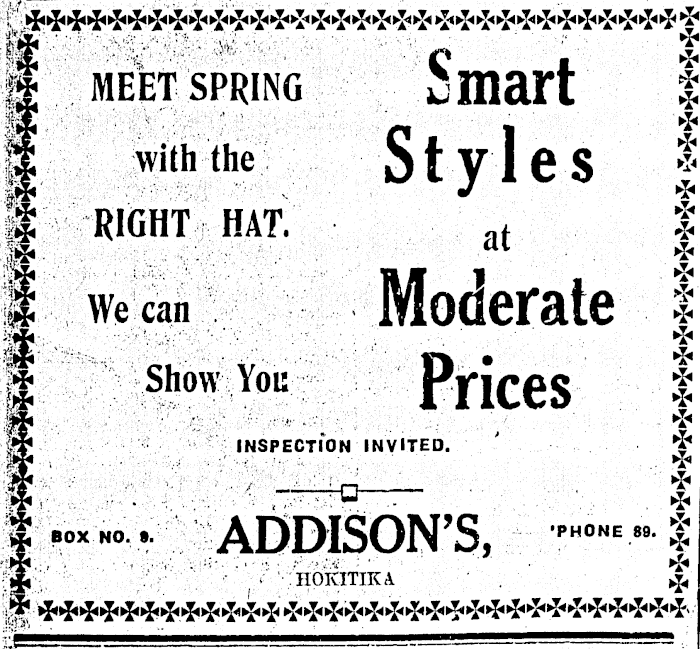 MEET SPRING
with the
RIGHT HAT.
We can
Show You
Smart
Styles
at
Moderate
Prices
INSPECTION INVITED.
BOX NO. 9.
ADDISON'S,
'PHONE 89.
HOKITIKA